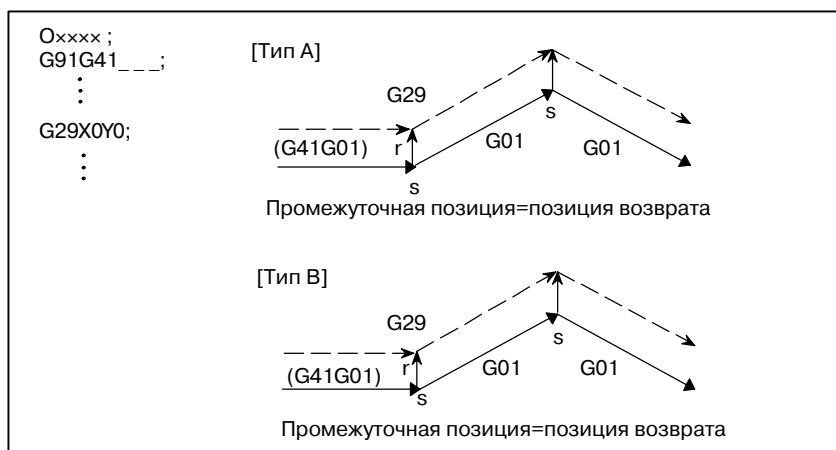 O×××× ;
G91G41_ _ _;
G29X0Y0;
[Тип A]
G29
(G41G01)
r
s
G01
s
G01
Промежуточная позиция=позиция возврата
[Тип B]
G29
(G41G01)
r
s
G01
s
G01
Промежуточная позиция=позиция возврата